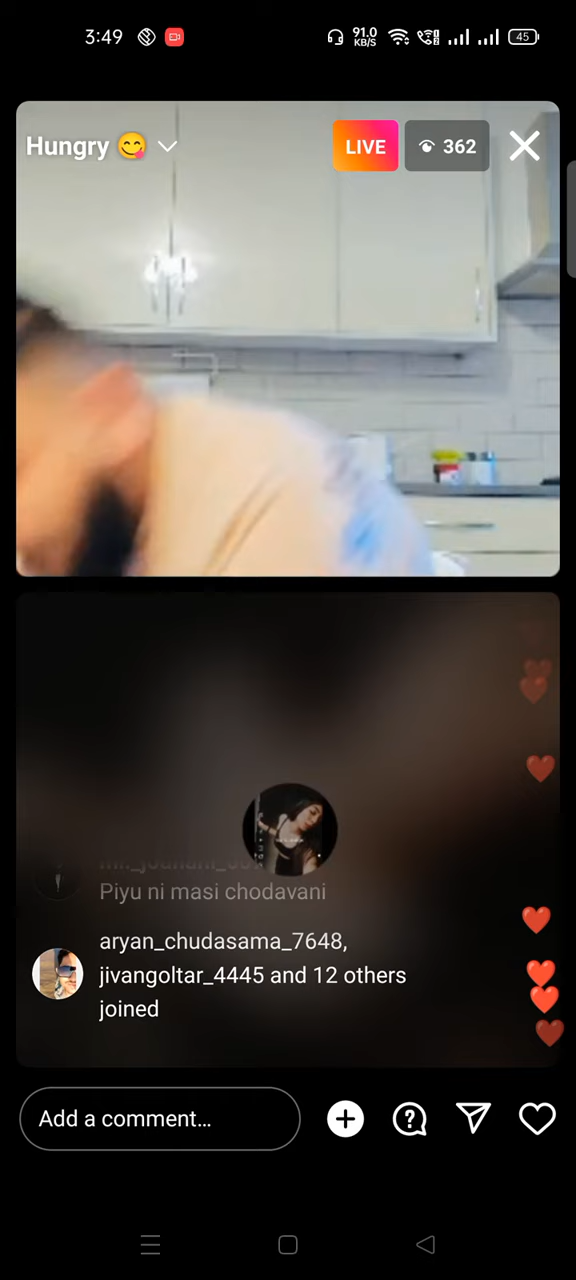 3:49
91.0
KB/S
45
Hungry 😋
LIVE
362
Piyu ni masi chodavani
aryan_chudasama_7648,
jivangoltar_4445 and 12 others
joined
Add a comment...